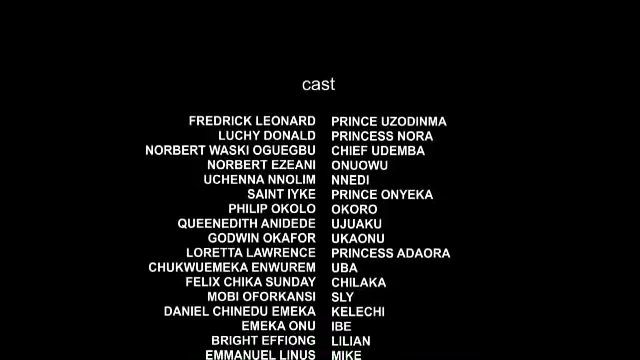 cast
FREDRICK LEONARD PRINCE UZODINMA
LUCHY DONALD PRINCESS NORA
NORBERT WASKI OGUEGBU CHIEF UDEMBA
NORBERT EZEANI ONUOWU
UCHENNA NNOLIM NNEDI
SAINT IYKE PRINCE ONYEKA
PHILIP OKOLO OKORO
QUEENEDITH ANIDEDE UJUAKU
GODWIN OKAFOR UKAONU
LORETTA LAWRENCE PRINCESS ADAORA
CHUKWUEMEKA ENWUREM UBA
FELIX CHIKA SUNDAY CHILAKA
MOBI OFORKANSI SLY
DANIEL CHINEDU EMEKA KELECHI
EMEKA ONU IBE
BRIGHT EFFIONG LILIAN
EMMANUEL LINUS MIKE